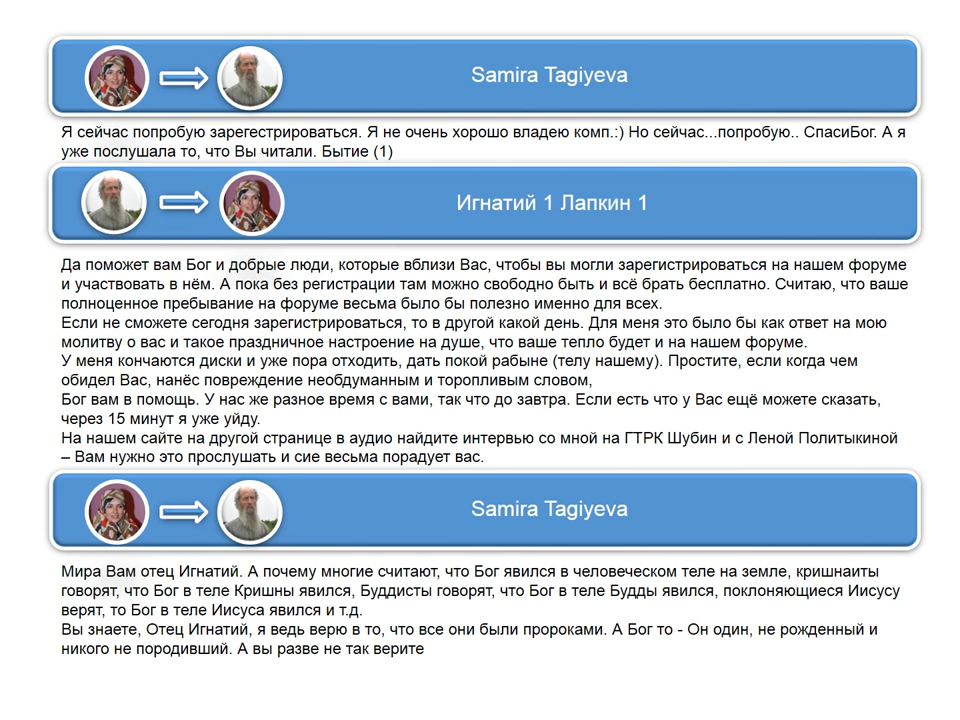 Samira Tagiyeva
Я сейчас попробую зарегестрироваться. Я не очень хорошо владею комп.:) Но сейчас...попробую.. СпасиБог. А я
уже послушала то, что Вы читали. Бытие (1)
Игнатий 1 Лапкин 1
Да поможет вам Бог и добрые люди, которые вблизи Вас, чтобы вы могли зарегистрироваться на нашем форуме
и участвовать в нём. А пока без регистрации там можно свободно быть и всё брать бесплатно. Считаю, что ваше
полноценное пребывание на форуме весьма было бы полезно именно для всех.
Если не сможете сегодня зарегистрироваться, то в другой какой день. Для меня это было бы как ответ на мою
молитву о вас и такое праздничное настроение на душе, что ваше тепло будет и на нашем форуме.
У меня кончаются диски и уже пора отходить, дать покой рабыне (телу нашему). Простите, если когда чем
обидел Вас, нанёс повреждение необдуманным и торопливым словом,
Бог вам в помощь. У нас же разное время с вами, так что до завтра. Если есть что у Вас ещё можете сказать,
через 15 минут я уже уйду.
На нашем сайте на другой странице в аудио найдите интервью со мной на ГТРК Шубин и с Леной Политыкиной
– Вам нужно это прослушать и сие весьма порадует вас.
Samira Tagiyeva
Мира Вам отец Игнатий. А почему многие считают, что Бог явился в человеческом теле на земле, кришнаиты
говорят, что Бог в теле Кришны явился, Буддисты говорят, что Бог в теле Будды явился, поклоняющиеся Иисусу
верят, то Бог в теле Иисуса явился и т.д.
Вы знаете, Отец Игнатий, я ведь верю в то, что все они были пророками. А Бог то - Он один, не рожденный и
никого не породивший. А вы разве не так верите